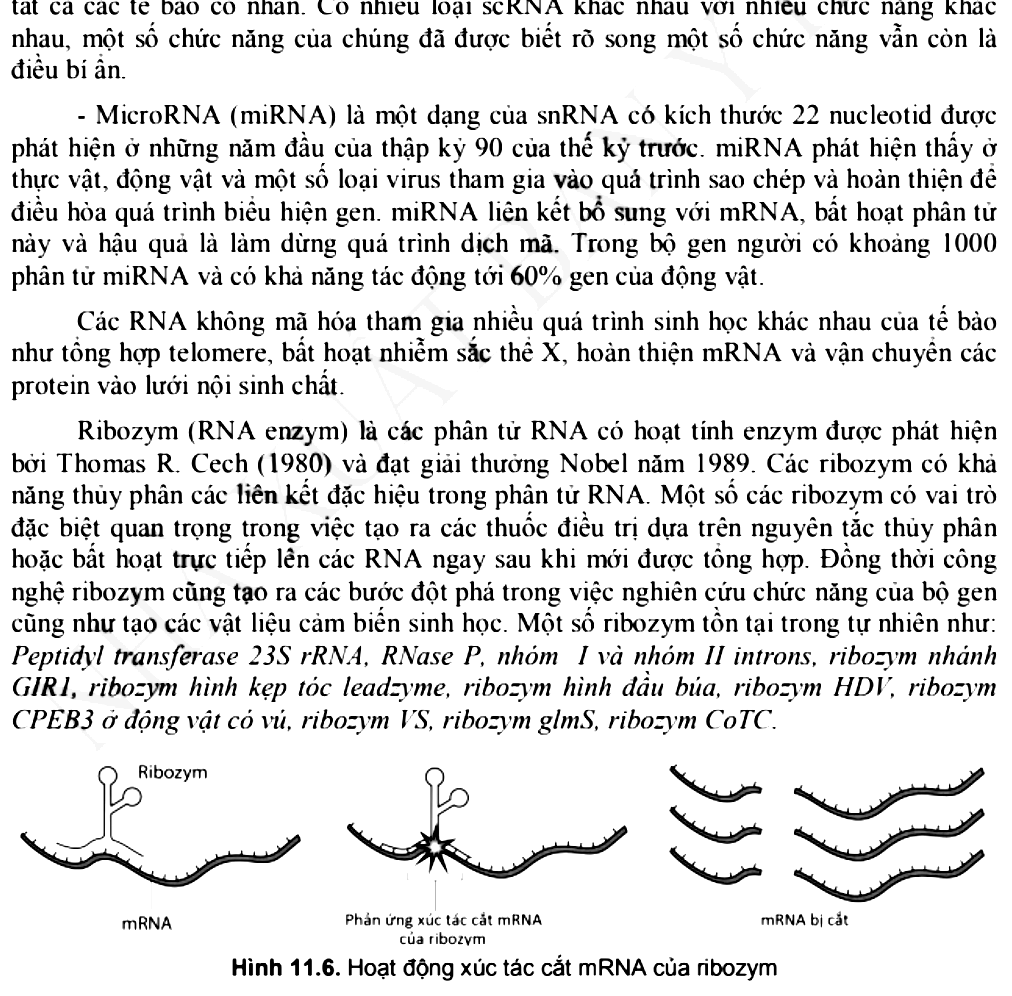 tất cả các tế bào có nhân. Có nhiều loại scRNA khác nhau với nhiều chức năng khác
nhau, một số chức năng của chúng đã được biết rõ song một số chức năng vẫn còn là
điều bí ẩn.
- MicroRNA (miRNA) là một dạng của snRNA có kích thước 22 nucleotid được
phát hiện ở những năm đầu của thập kỷ 90 của thế kỷ trước. miRNA phát hiện thấy ở
thực vật, động vật và một số loại virus tham gia vào quá trình sao chép và hoàn thiện để
điều hòa quá trình biểu hiện gen. miRNA liên kết bổ sung với mRNA, bất hoạt phân tử
này và hậu quả là làm dừng quá trình dịch mã. Trong bộ gen người có khoảng 1000
phân tử miRNA và có khả năng tác động tới 60% gen của động vật.
Các RNA không mã hóa tham gia nhiều quá trình sinh học khác nhau của tế bào
như tổng hợp telomere, bất hoạt nhiễm sắc thể X, hoàn thiện mRNA và vận chuyển các
protein vào lưới nội sinh chất.
Ribozym (RNA enzym) là các phân tử RNA có hoạt tính enzym được phát hiện
bởi Thomas R. Cech (1980) và đạt giải thưởng Nobel năm 1989. Các ribozym có khả
năng thủy phân các liên kết đặc hiệu trong phân tử RNA. Một số các ribozym có vai trò
đặc biệt quan trọng trong việc tạo ra các thuốc điều trị dựa trên nguyên tắc thủy phân
hoặc bất hoạt trực tiếp lên các RNA ngay sau khi mới được tổng hợp. Đồng thời công
nghệ ribozym cũng tạo ra các bước đột phá trong việc nghiên cứu chức năng của bộ gen
cũng như tạo các vật liệu cảm biến sinh học. Một số ribozym tồn tại trong tự nhiên như:
Peptidyl transferase 23S rRNA, RNase P, nhóm I và nhóm II introns, ribozym nhánh
GIR1, ribozym hình kẹp tóc leadzyme, ribozym hình đầu búa, ribozym HDV, ribozym
CPEB3 ở động vật có vú, ribozym VS, ribozym glmS, ribozym CoTC.
Ribozym
mRNA
Phản ứng xúc tác cắt mRNA
của ribozym
mRNA bị cắt
Hình 11.6. Hoạt động xúc tác cắt mRNA của ribozym